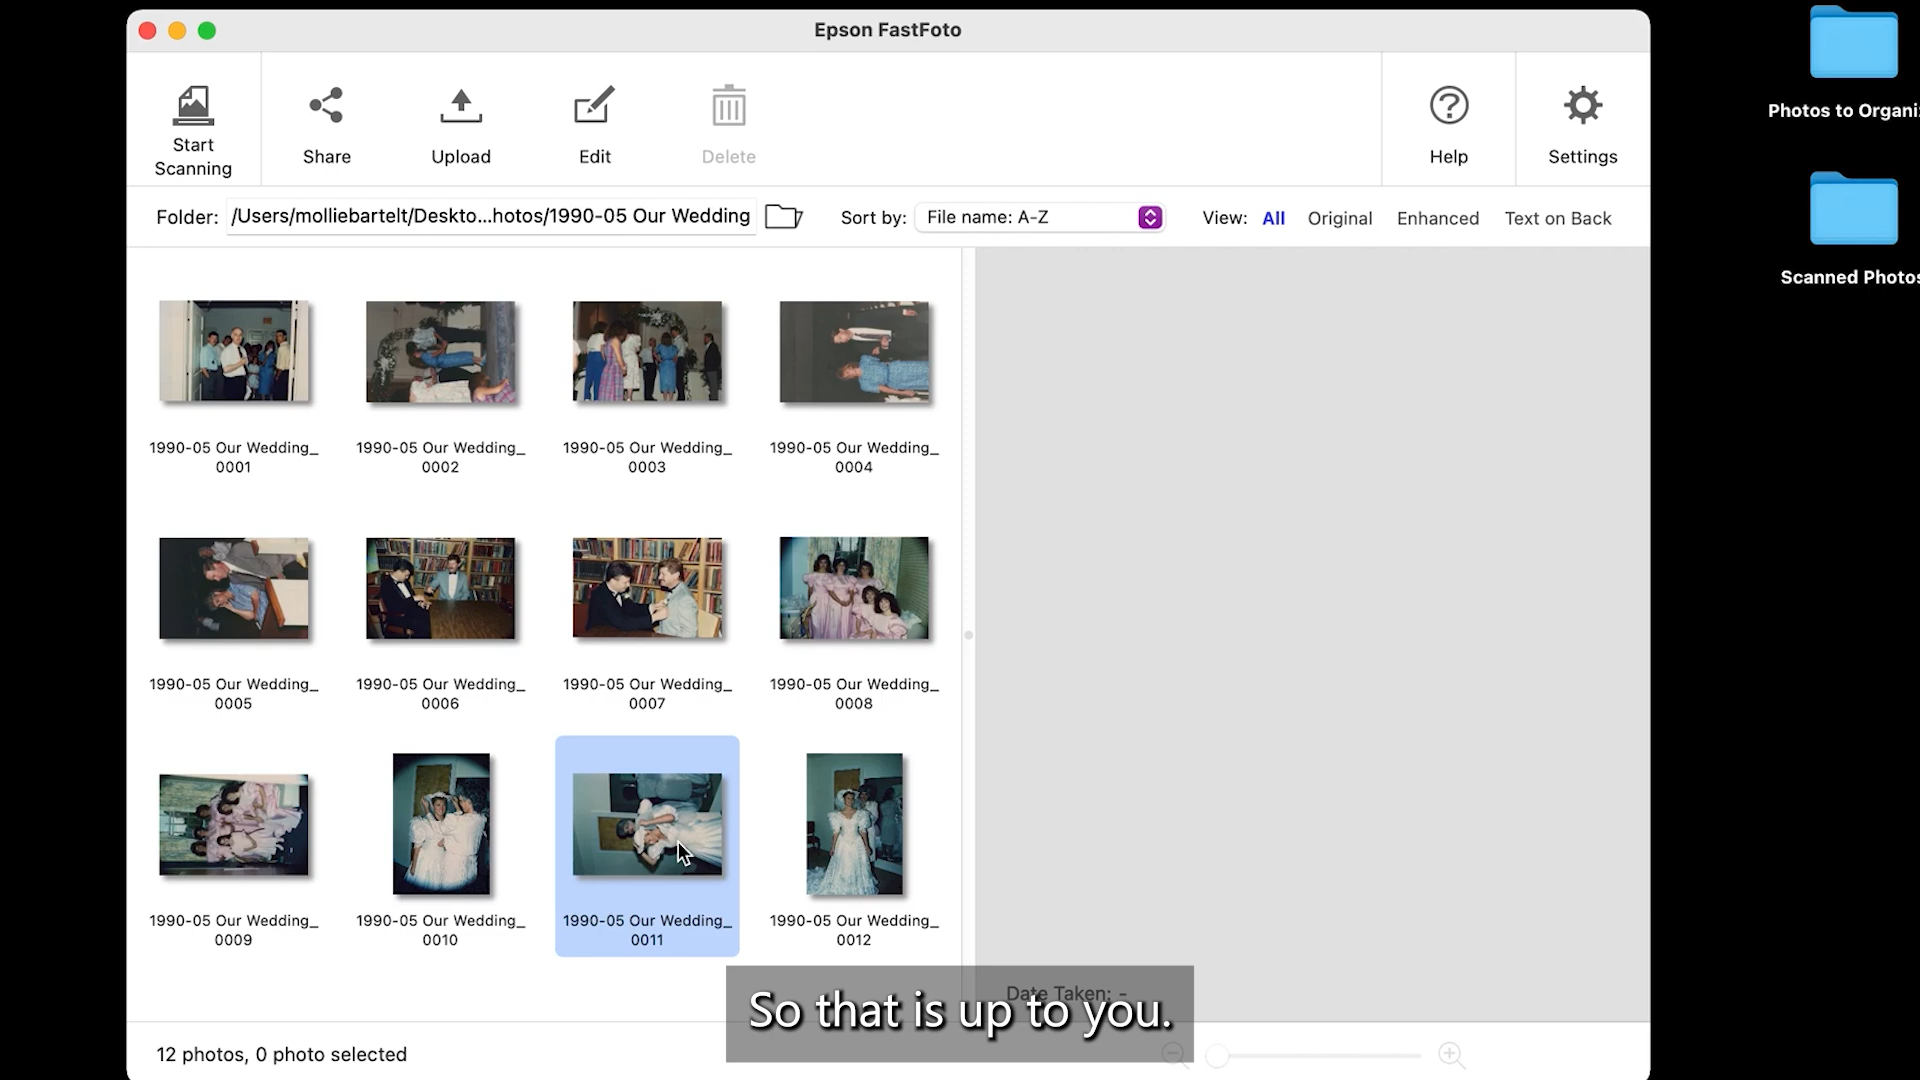 Epson FastFoto
Start
Scanning
Share
Upload
Edit
Delete
Help
Settings
Folder: /Users/molliebartelt/Deskto...hotos/1990-05 Our Wedding
Sort by: File name: A-Z
View: All Original Enhanced Text on Back
1990-05 Our Wedding_
0001
1990-05 Our Wedding_
0002
1990-05 Our Wedding_
0003
1990-05 Our Wedding_
0004
1990-05 Our Wedding_
0005
1990-05 Our Wedding_
0006
1990-05 Our Wedding_
0007
1990-05 Our Wedding_
0008
1990-05 Our Wedding_
0009
1990-05 Our Wedding_
0010
1990-05 Our Wedding_
0011
1990-05 Our Wedding_
0012
Date Taken: -
So that is up to you.
12 photos, 0 photo selected
Photos to Organi
Scanned Photos